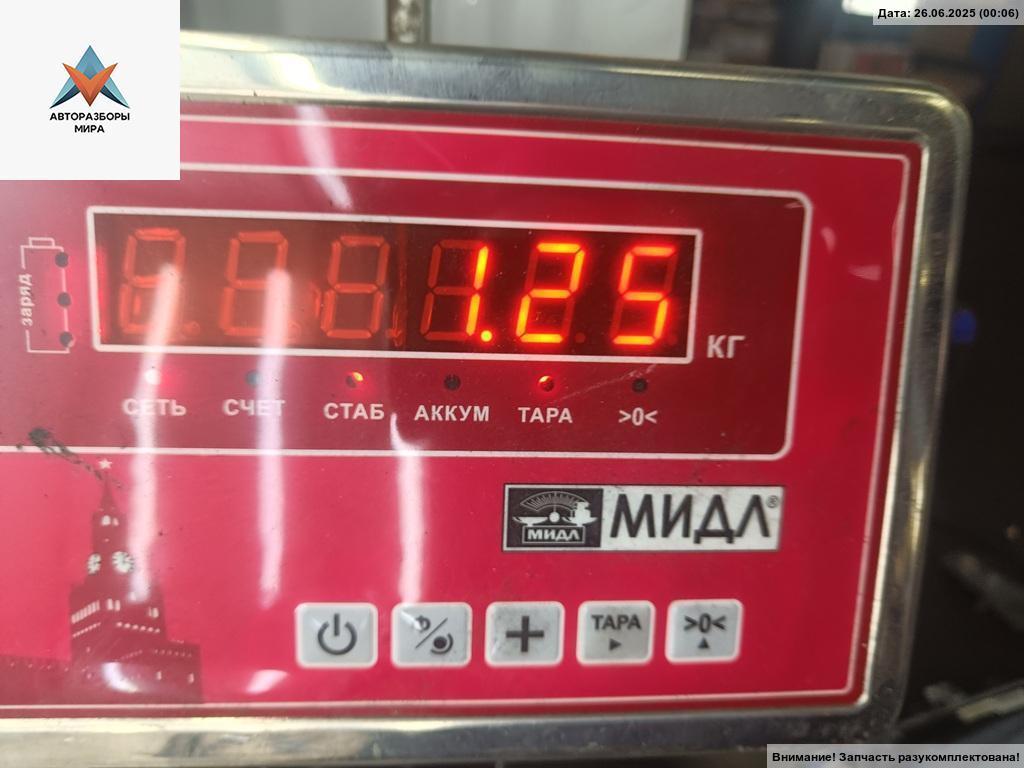 Дата: 26.06.2025 (00:06)
АВТОРАЗБОРЫ
МИРА
заряд
1.25
КГ
СЕТЬ СЧЕТ СТАБ АККУМ ТАРА >0<
МИДЛ МИДЛ®
+ ТАРА >0<
Внимание! Запчасть разукомплектована!